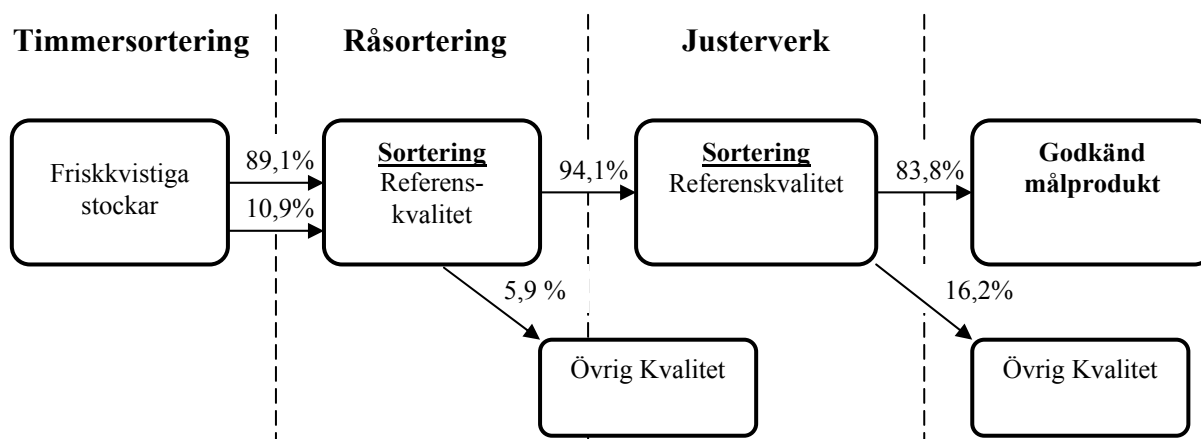 Timmersortering
Råsortering
Justerverk
Friskkvistiga
stockar
89,1%
10,9%
Sortering
Referens-
kvalitet
94,1%
Sortering
Referenskvalitet
83,8%
Godkänd
målprodukt
5,9 %
16,2%
Övrig Kvalitet
Övrig Kvalitet